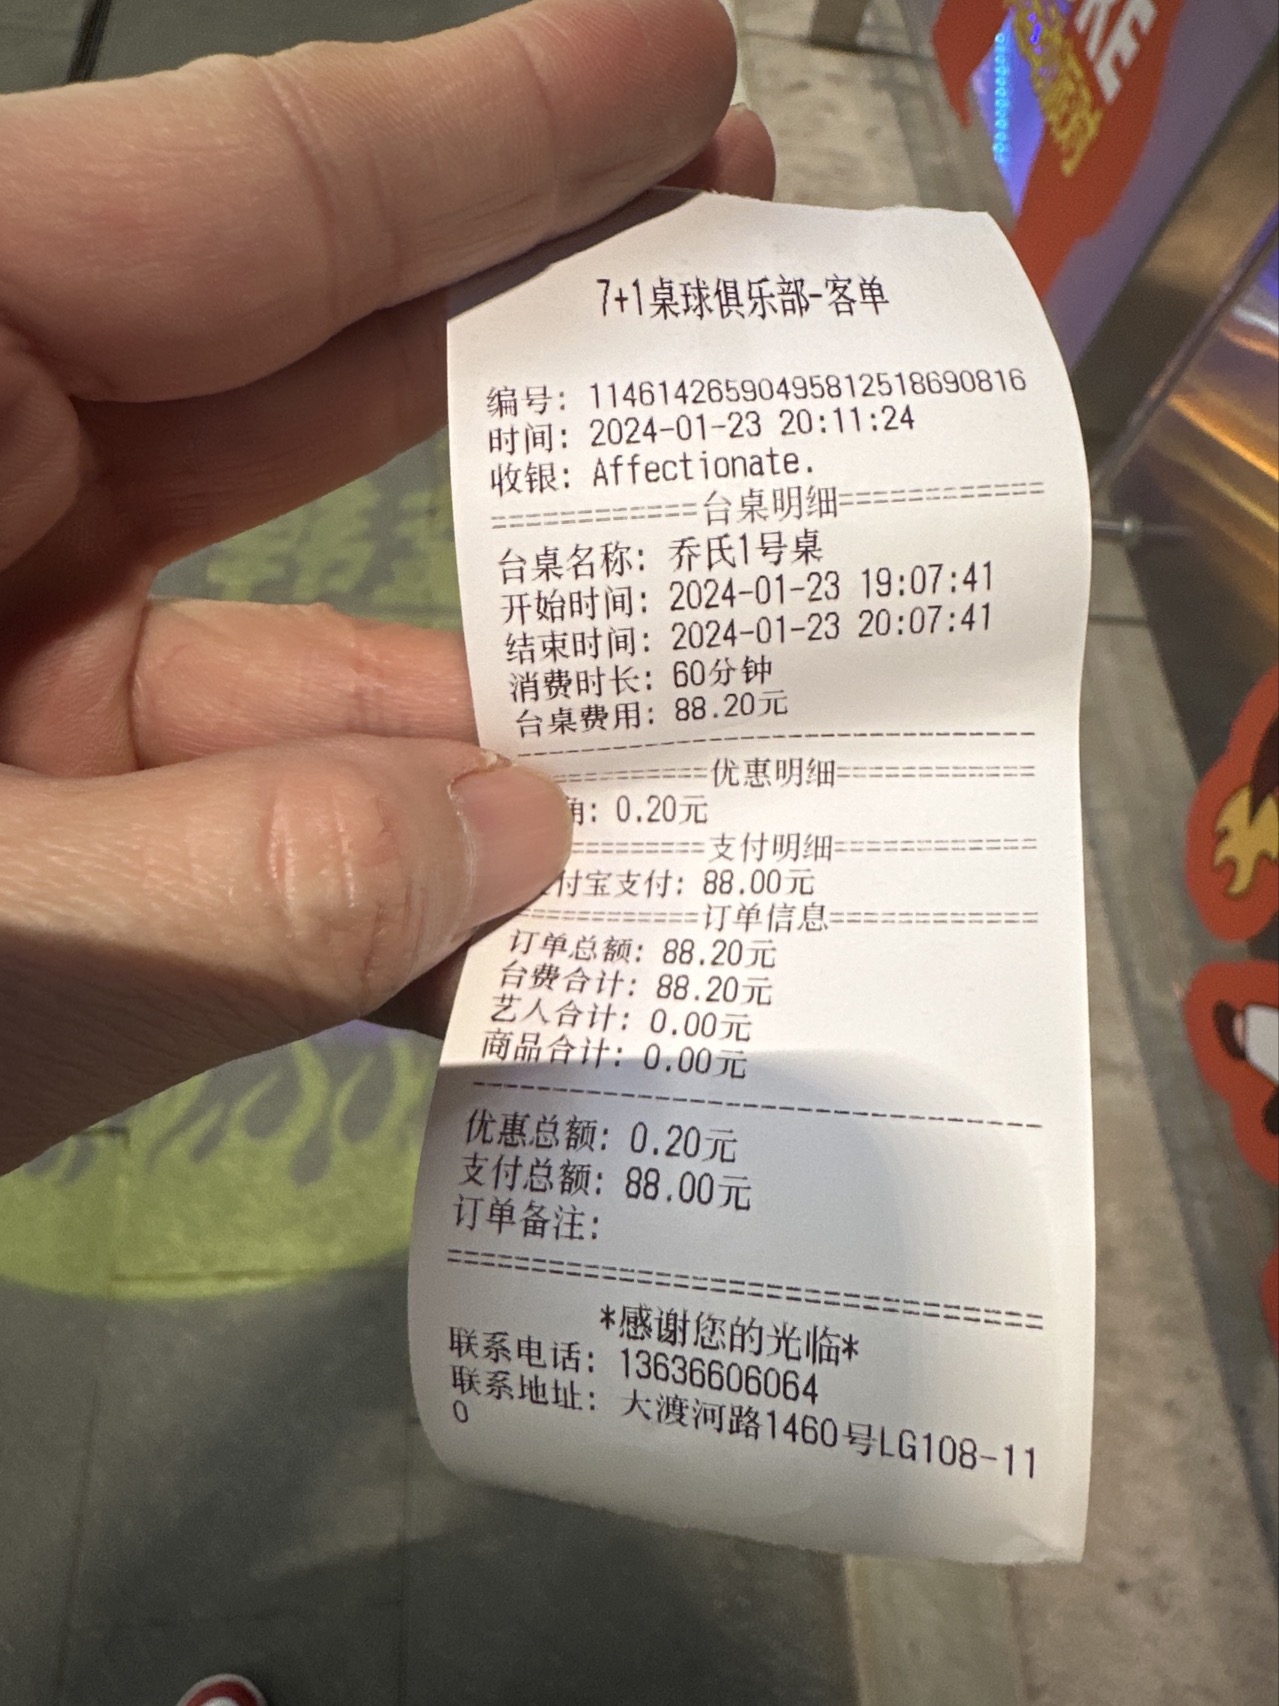 7+1桌球俱乐部-客单
编号: 1146142659049581251869 0816
时间: 2024-01-23 20:11:24
收银: Affectionate.
============台桌明细============
台桌名称: 乔氏1号桌
开始时间: 2024-01-23 19:07:41
结束时间: 2024-01-23 20:07:41
消费时长: 60分钟
台桌费用: 88.20元
--------------------------------
=========优惠明细============
角: 0.20元
=========支付明细============
付宝支付: 88.00元
===========订单信息============
订单总额: 88.20元
台费合计: 88.20元
艺人合计: 0.00元
商品合计: 0.00元
--------------------------------
优惠总额: 0.20元
支付总额: 88.00元
订单备注:
================================
*感谢您的光临*
联系电话: 13636606064
联系地址: 大渡河路1460号LG108-11
0